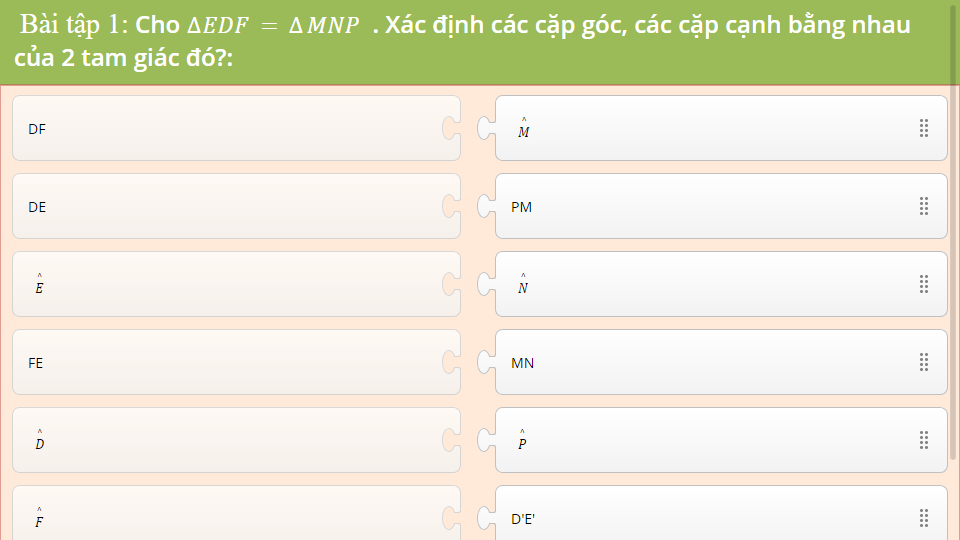 Bài tập 1: Cho ΔEDF = ΔMNP . Xác định các cặp góc, các cặp cạnh bằng nhau
của 2 tam giác đó?:
DF
M̂
DE
PM
Ê
N̂
FE
MN
D̂
P̂
F̂
D'E'